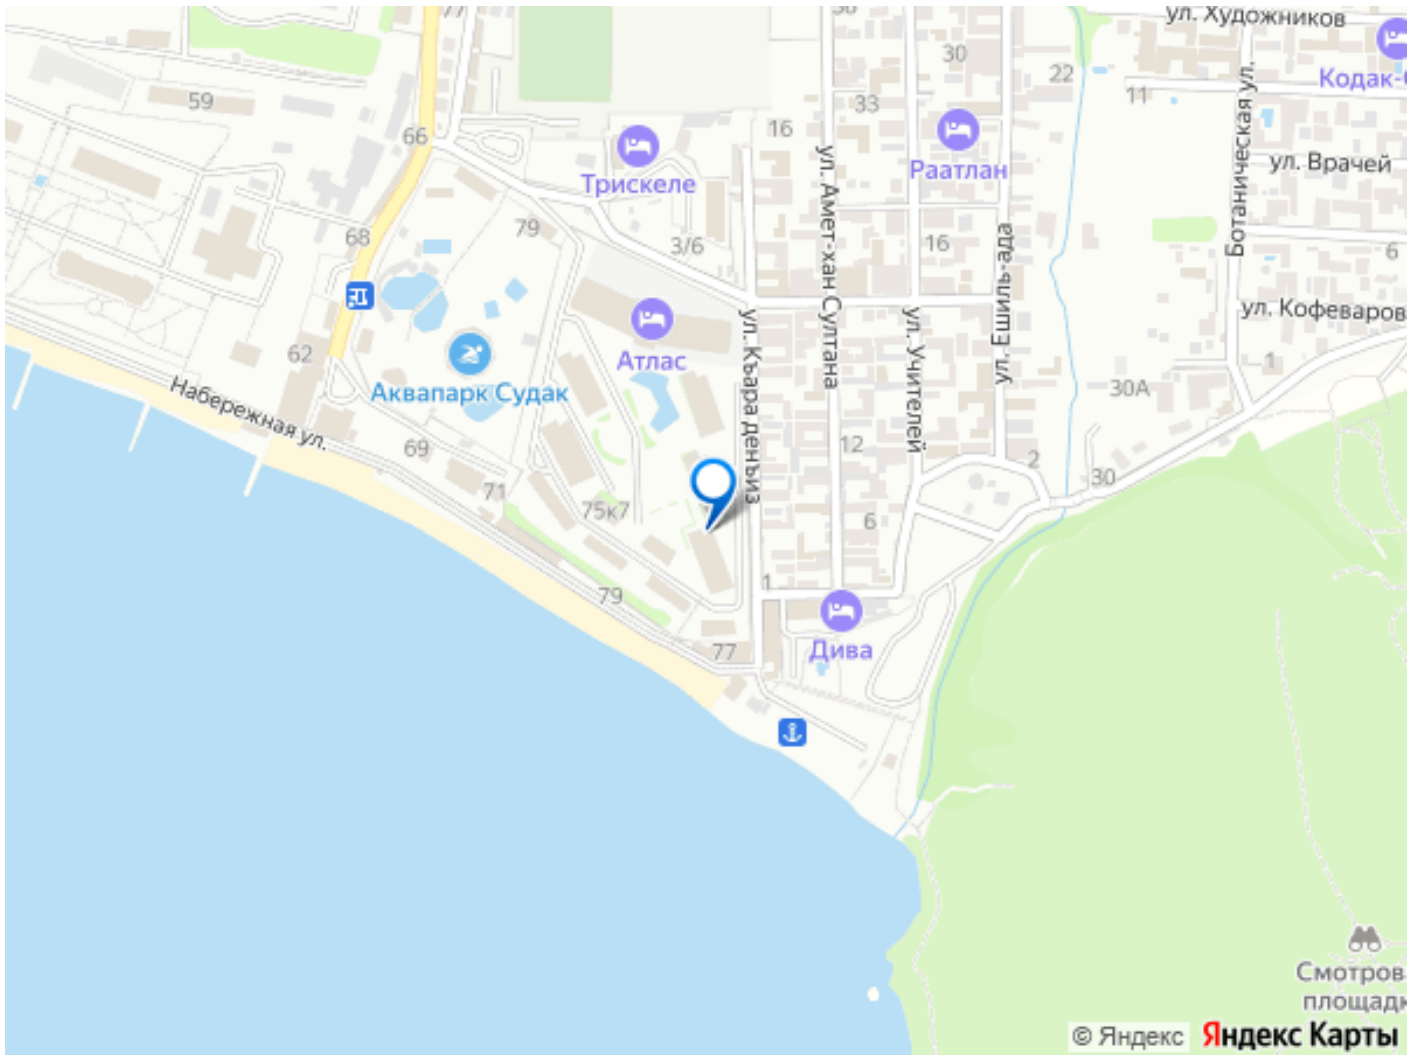 77
36
ул. Художников
Кодак-
30
22
11
59
33
66
16
Трискеле
Раатлан
ул. Врачей
Ботаническая ул.
ул. Амет-хан Султана
79
68
3/6
16
6
ул. Ешиль-ада
ул. Кофеваров
ул. Къара денъиз
ул. Учителей
62
Атлас
1
Аквапарк Судак
30А
Набережная ул.
69
12
2
30
71
75к7
6
79
1
77
Дива
Смотров
площадк
© Яндекс Яндекс Карты